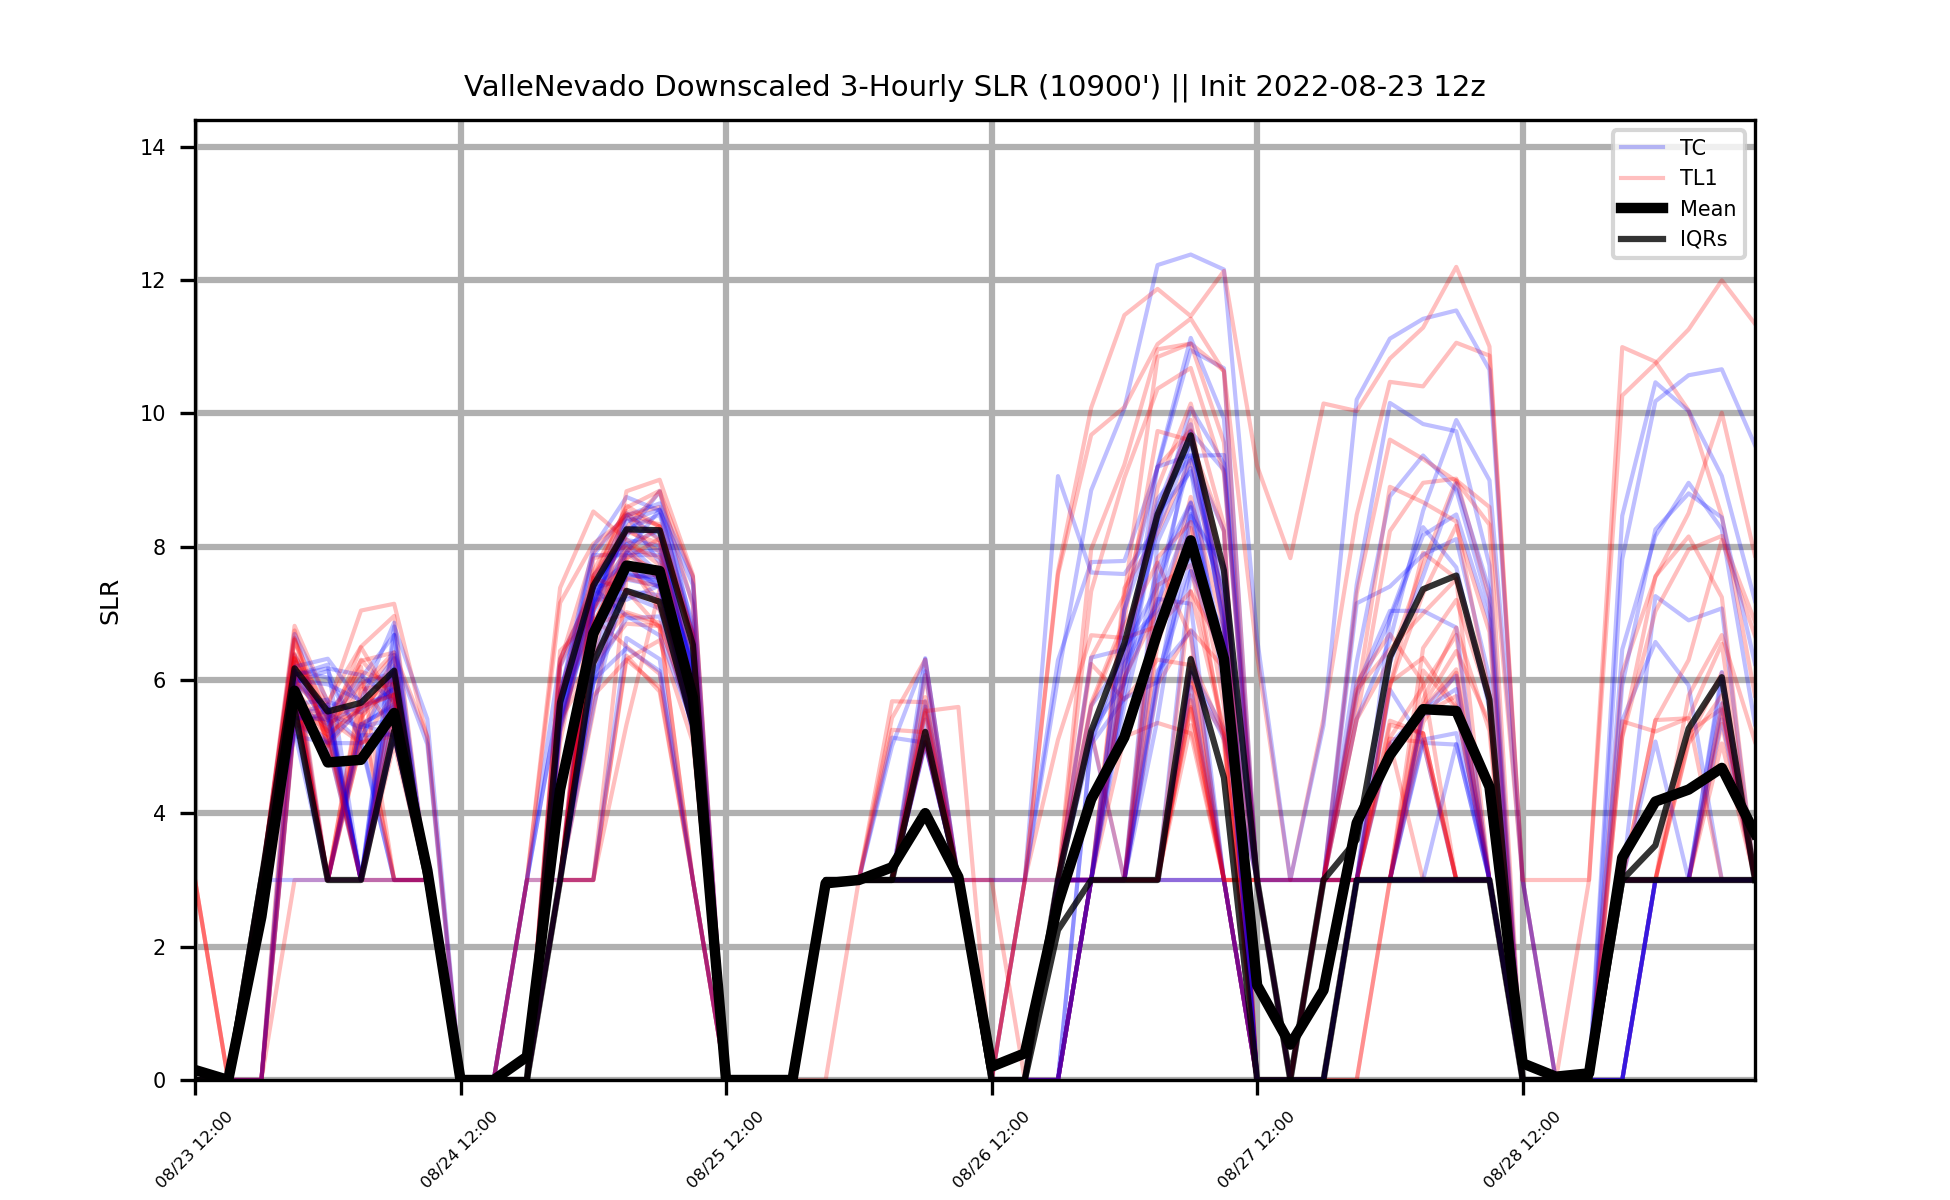 ValleNevado Downscaled 3-Hourly SLR (10900') || Init 2022-08-23 12z
TC
TL1
Mean
IQRs
SLR
14
12
10
8
6
4
2
0
08/23 12:00
08/24 12:00
08/25 12:00
08/26 12:00
08/27 12:00
08/28 12:00